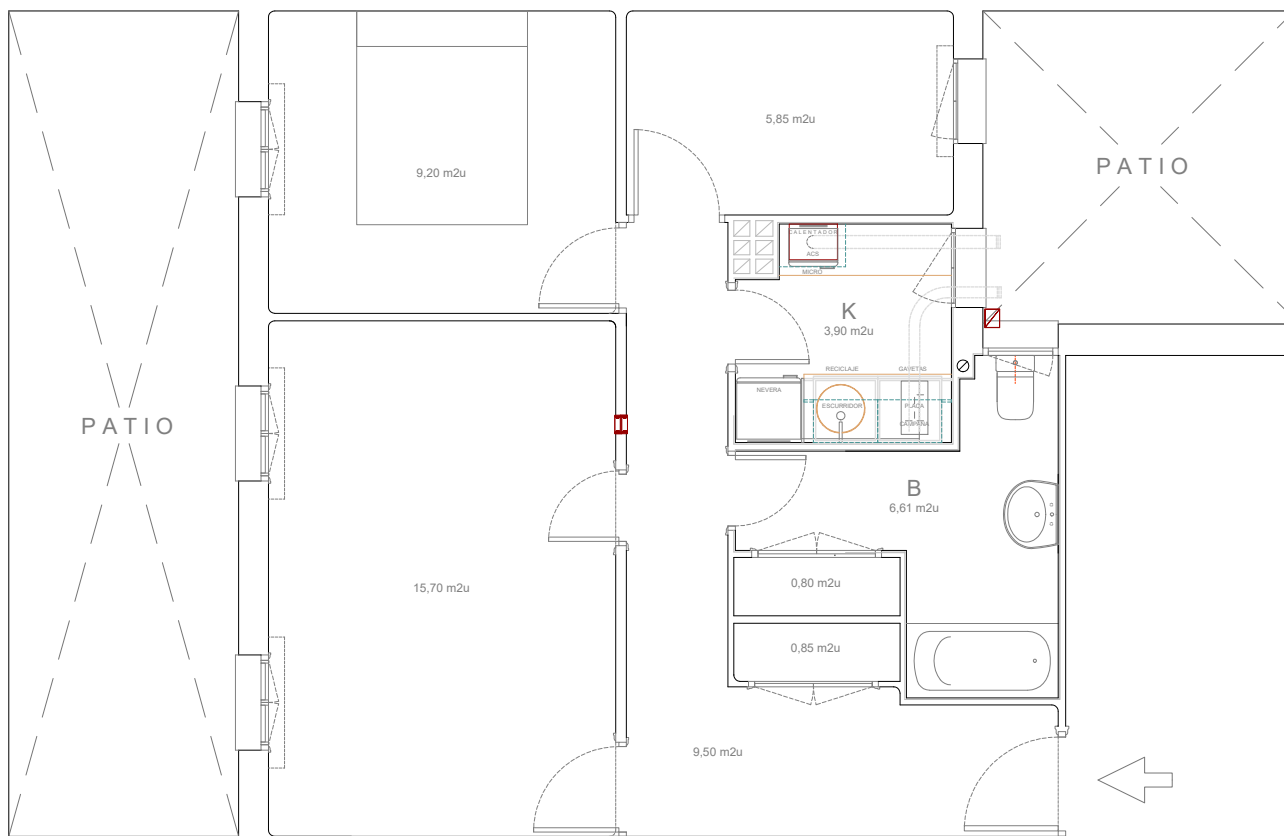 5,85 m2u
PATIO
9,20 m2u
CALENTADOR
ACS
MICRO
K
3,90 m2u
RECICLAJE
GAVETAS
NEVERA
ESCURRIDOR
PLACA
CAMPANA
PATIO
B
6,61 m2u
0,80 m2u
15,70 m2u
0,85 m2u
9,50 m2u